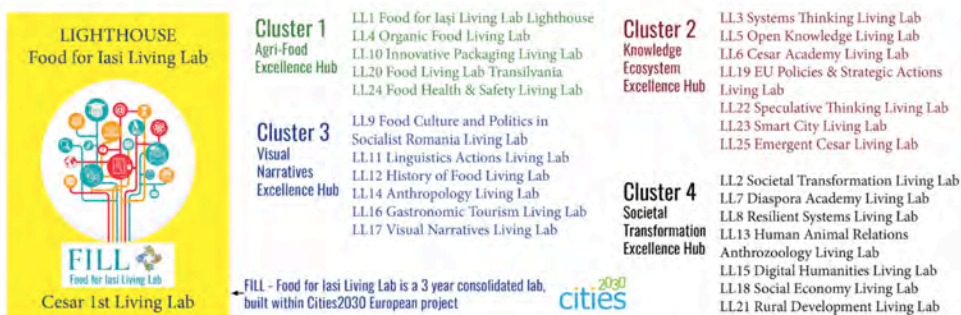 LIGHTHOUSE
Food for Iasi Living Lab
FILL
Food for Iasi Living Lab
Cesar 1st Living Lab
Cluster 1
Agri-Food
Excellence Hub
LL1 Food for Iași Living Lab Lighthouse
LL4 Organic Food Living Lab
LL10 Innovative Packaging Living Lab
LL20 Food Living Lab Transilvania
LL24 Food Health & Safety Living Lab
Cluster 2
Knowledge
Ecosystem
Excellence Hub
LL3 Systems Thinking Living Lab
LL5 Open Knowledge Living Lab
LL6 Cesar Academy Living Lab
LL19 EU Policies & Strategic Actions
Living Lab
LL22 Speculative Thinking Living Lab
LL23 Smart City Living Lab
LL25 Emergent Cesar Living Lab
Cluster 3
Visual
Narratives
Excellence Hub
LL9 Food Culture and Politics in
Socialist Romania Living Lab
LL11 Linguistics Actions Living Lab
LL12 History of Food Living Lab
LL14 Anthropology Living Lab
LL16 Gastronomic Tourism Living Lab
LL17 Visual Narratives Living Lab
Cluster 4
Societal
Transformation
Excellence Hub
LL2 Societal Transformation Living Lab
LL7 Diaspora Academy Living Lab
LL8 Resilient Systems Living Lab
LL13 Human Animal Relations
Anthrozoology Living Lab
LL15 Digital Humanities Living Lab
LL18 Social Economy Living Lab
LL21 Rural Development Living Lab
FILL - Food for Iasi Living Lab is a 3 year consolidated lab,
built within Cities2030 European project
cities2030